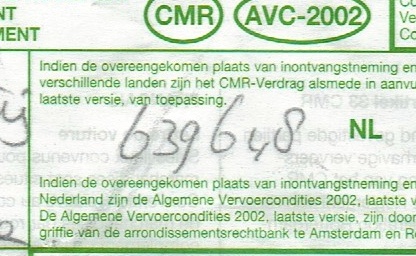 NT
CMR AVC-2002
MENT
Indien de overeengekomen plaats van inontvangstneming en
verschillende landen zijn het CMR-Verdrag alsmede in aanvu
laatste versie, van toepassing.
639648
NL
Indien de overeengekomen plaats van inontvangstneming en
Nederland zijn de Algemene Vervoercondities 2002, laatste v
De Algemene Vervoercondities 2002, laatste versie, zijn door
griffie van de arrondissementsrechtbank te Amsterdam en R